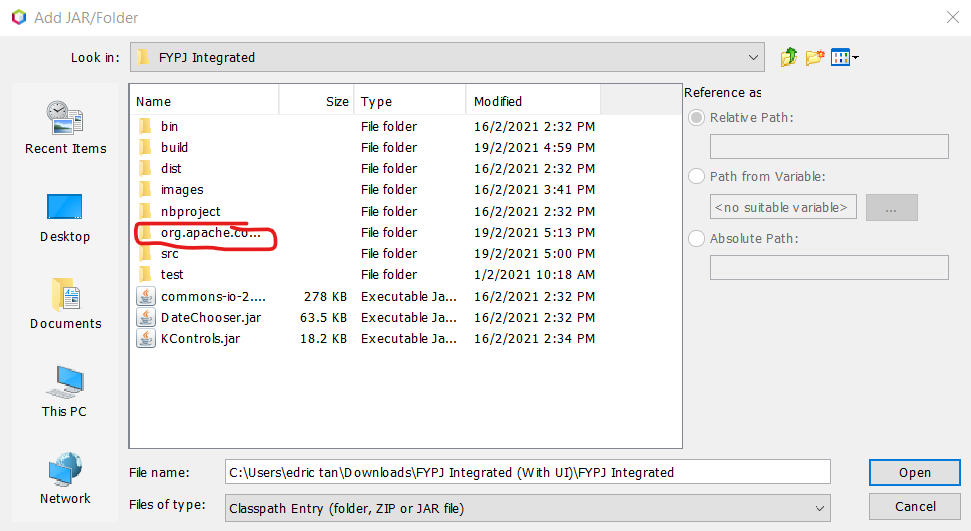 Add JAR/Folder
Look in: FYPJ Integrated
Name Size Type Modified
bin File folder 16/2/2021 2:32 PM
build File folder 19/2/2021 4:59 PM
dist File folder 16/2/2021 2:32 PM
images File folder 16/2/2021 3:41 PM
nbproject File folder 16/2/2021 2:32 PM
org.apache.co... File folder 19/2/2021 5:13 PM
src File folder 19/2/2021 5:00 PM
test File folder 1/2/2021 10:18 AM
commons-io-2.... 278 KB Executable Ja... 16/2/2021 2:32 PM
DateChooser.jar 63.5 KB Executable Ja... 16/2/2021 2:32 PM
KControls.jar 18.2 KB Executable Ja... 16/2/2021 2:34 PM
Recent Items
Desktop
Documents
This PC
Network
Reference as
Relative Path:
Path from Variable:
<no suitable variable> ...
Absolute Path:
File name: C:\Users\edric tan\Downloads\FYPJ Integrated (With UI)\FYPJ Integrated
Open
Files of type: Classpath Entry (folder, ZIP or JAR file)
Cancel